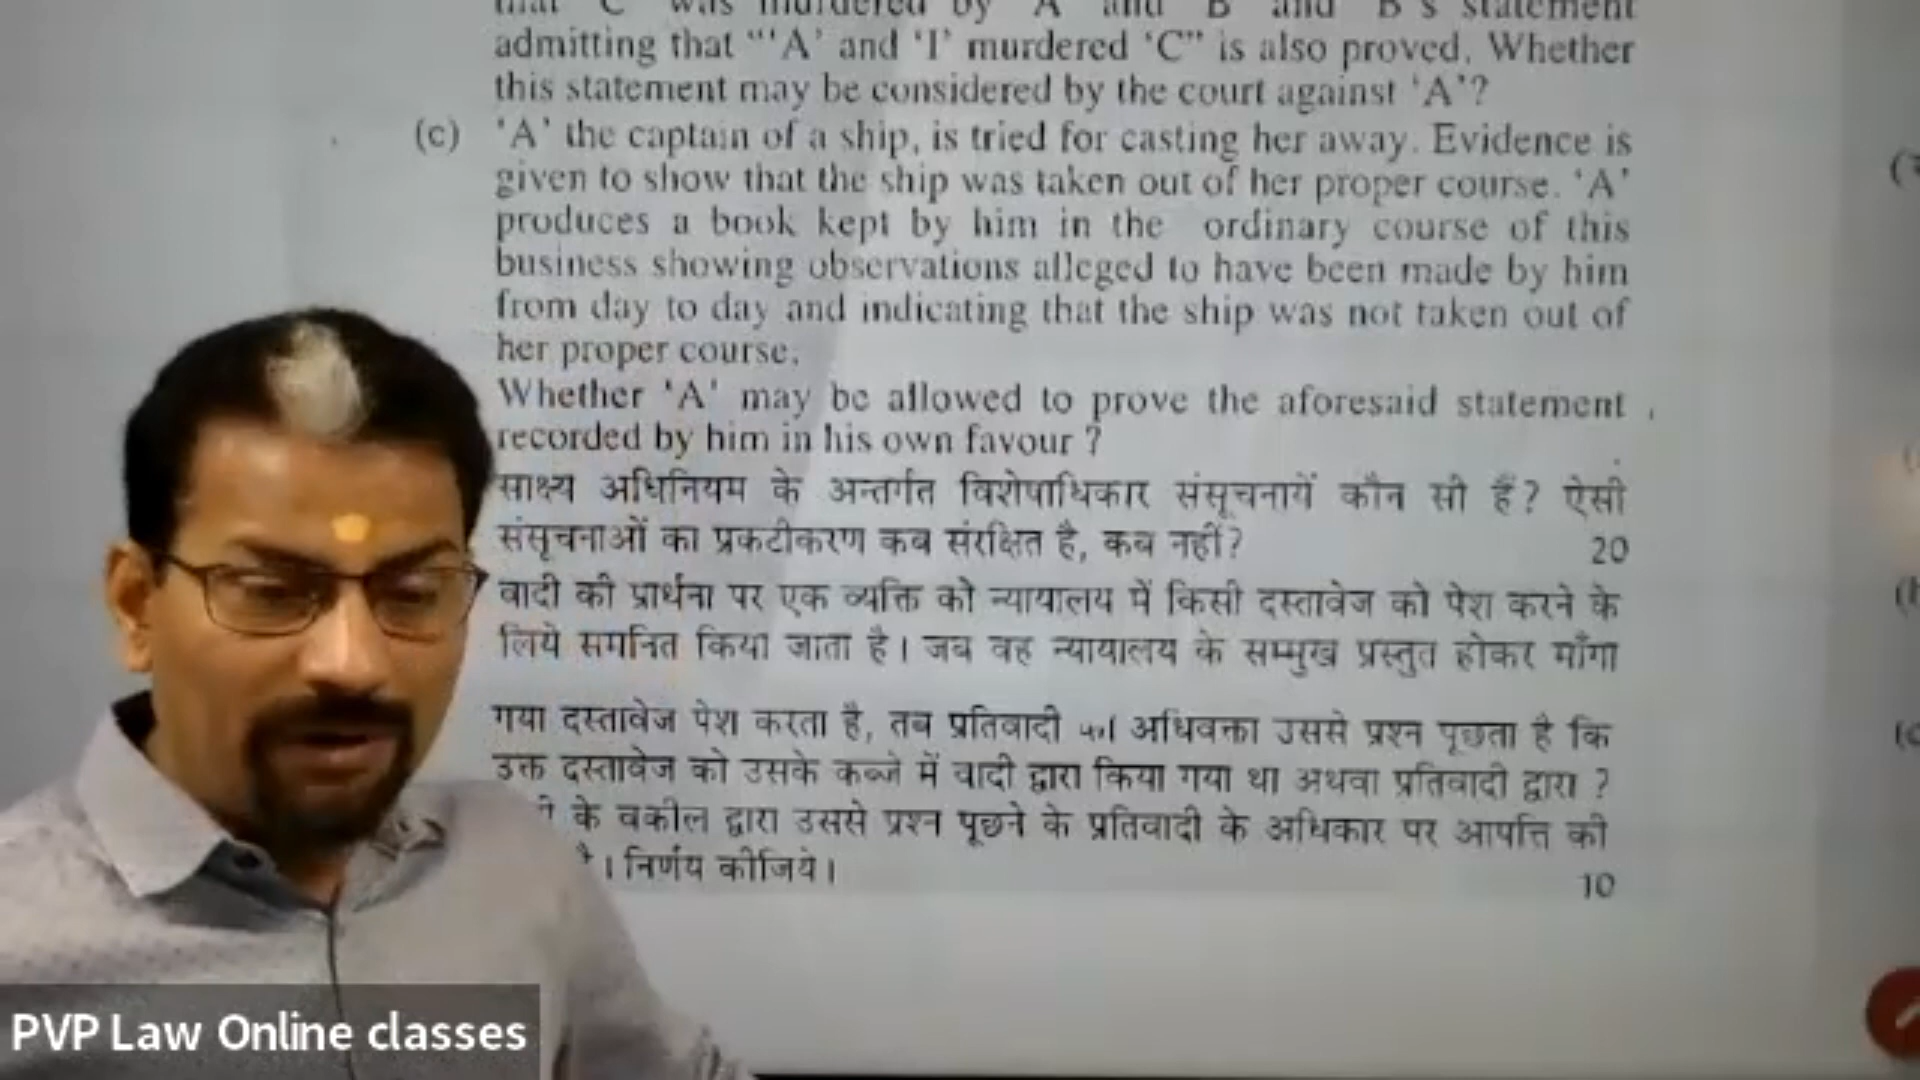 that 'C' was murdered by 'A' and 'B' and 'B's statement
admitting that "'A' and 'I' murdered 'C'" is also proved. Whether
this statement may be considered by the court against 'A'?
(c) 'A' the captain of a ship, is tried for casting her away. Evidence is
given to show that the ship was taken out of her proper course. 'A'
produces a book kept by him in the ordinary course of this
business showing observations alleged to have been made by him
from day to day and indicating that the ship was not taken out of
her proper course.
Whether 'A' may be allowed to prove the aforesaid statement
recorded by him in his own favour ?
साक्ष्य अधिनियम के अन्तर्गत विशेषाधिकार संसूचनायें कौन सी हैं? ऐसी
संसूचनाओं का प्रकटीकरण कब संरक्षित है, कब नहीं? 20
वादी की प्रार्थना पर एक व्यक्ति को न्यायालय में किसी दस्तावेज को पेश करने के
लिये समनित किया जाता है। जब वह न्यायालय के सम्मुख प्रस्तुत होकर माँगा
गया दस्तावेज पेश करता है, तब प्रतिवादी का अधिवक्ता उससे प्रश्न पूछता है कि
उक्त दस्तावेज को उसके कब्जे में वादी द्वारा किया गया था अथवा प्रतिवादी द्वारा ?
के वकील द्वारा उससे प्रश्न पूछने के प्रतिवादी के अधिकार पर आपत्ति की
। निर्णय कीजिये। 10
PVP Law Online classes